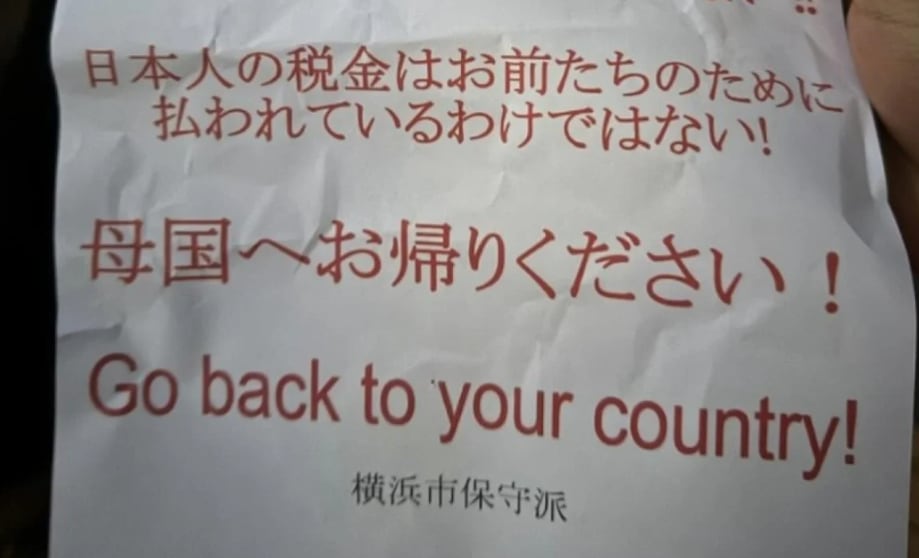 日本人の税金はお前たちのために
払われているわけではない!
母国へお帰りください！
Go back to your country!
横浜市保守派